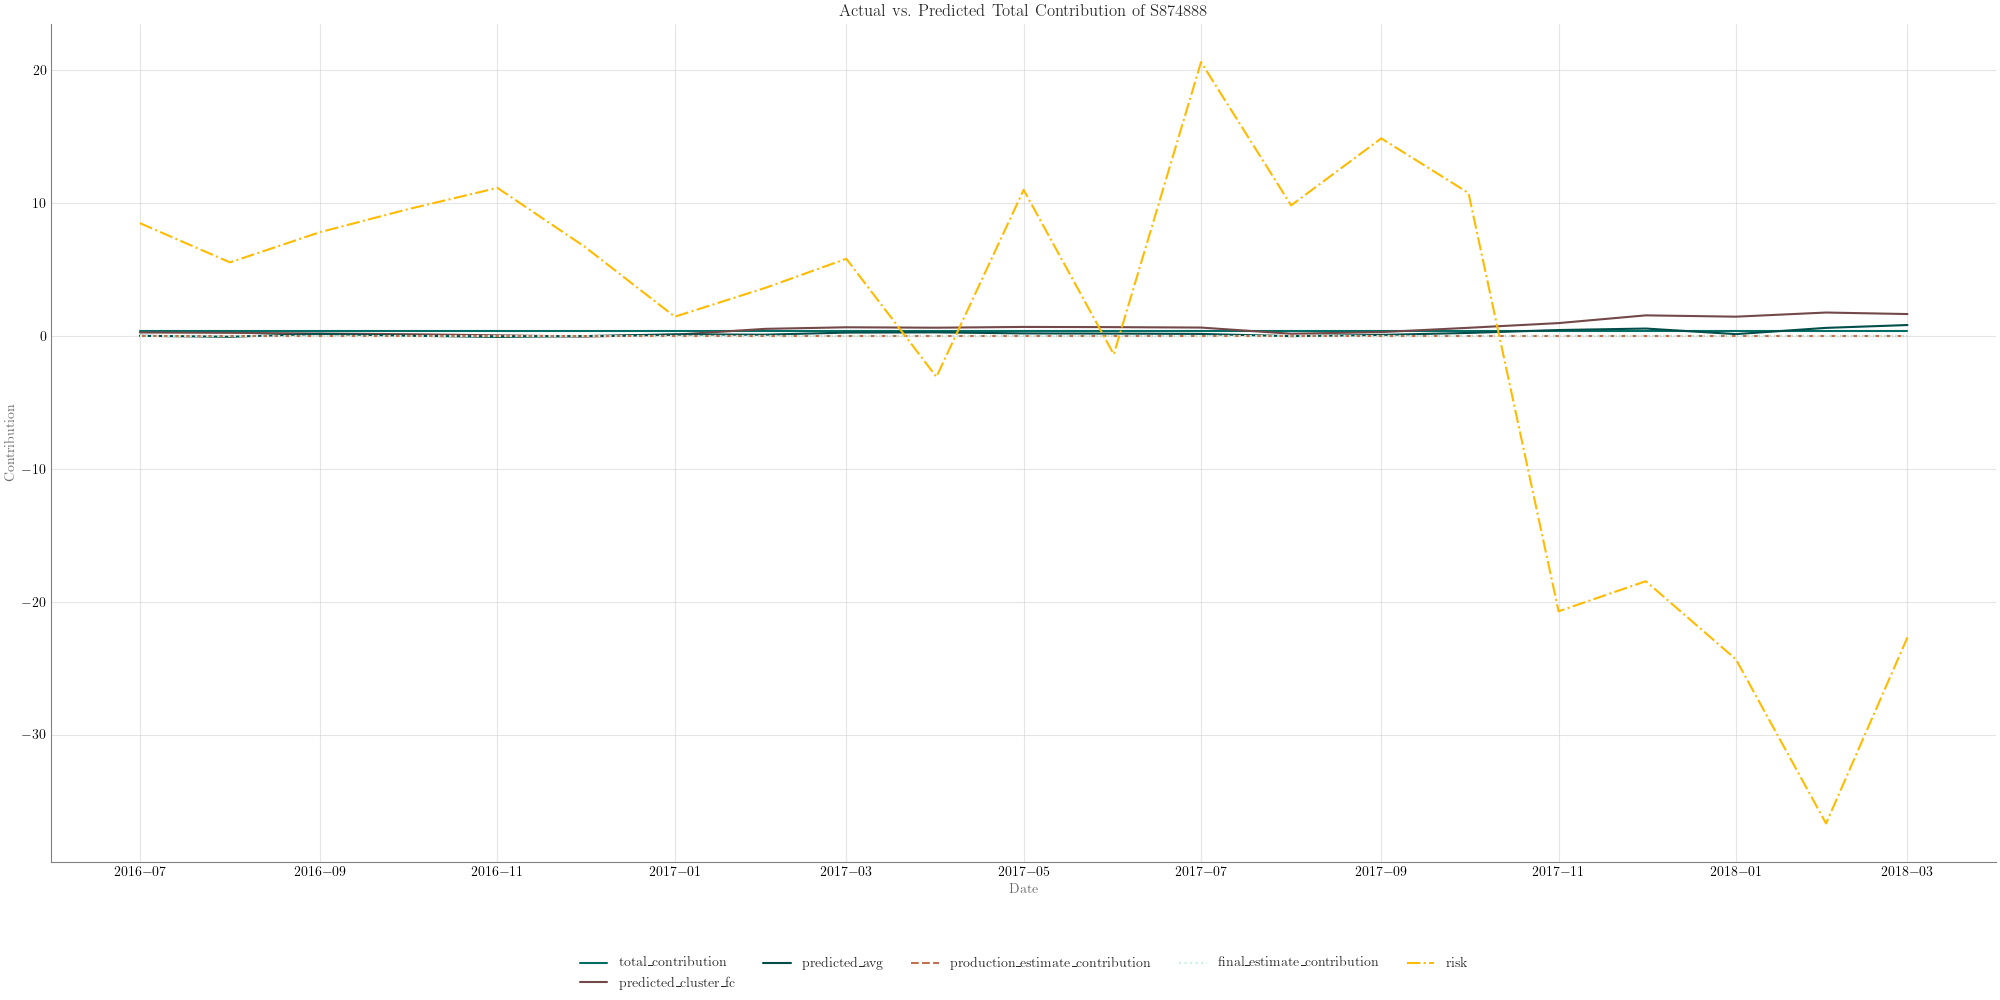 Actual vs. Predicted Total Contribution of S874888
20
10
0
−10
−20
−30
Contribution
2016−07 2016−09 2016−11 2017−01 2017−03 2017−05 2017−07 2017−09 2017−11 2018−01 2018−03
Date
total_contribution predicted_avg production_estimate_contribution final_estimate_contribution risk
predicted_cluster_fc